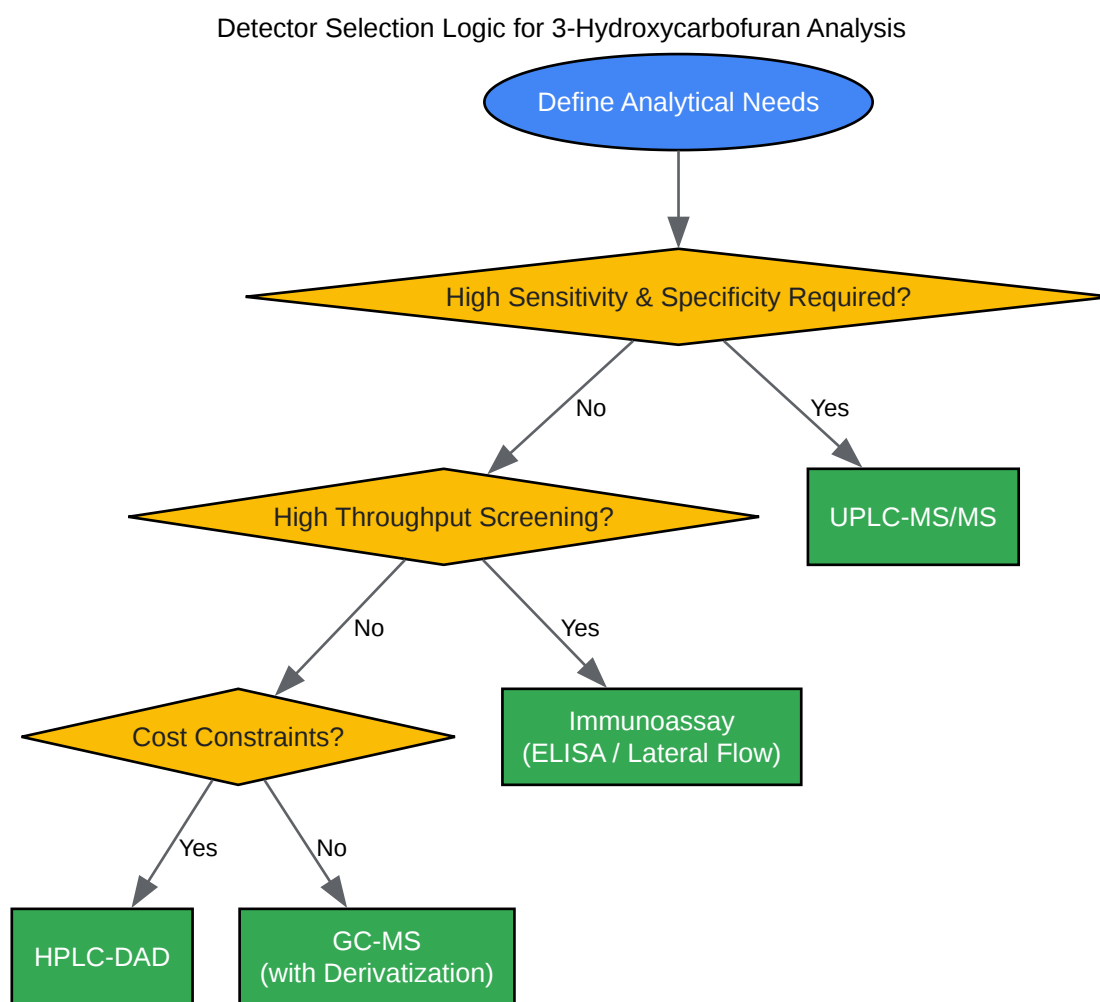 Detector Selection Logic for 3-Hydroxycarbofuran Analysis
Define Analytical Needs
High Sensitivity & Specificity Required?
No
Yes
High Throughput Screening?
UPLC-MS/MS
No
Yes
Cost Constraints?
Immunoassay
(ELISA / Lateral Flow)
Yes
No
HPLC-DAD
GC-MS
(with Derivatization)